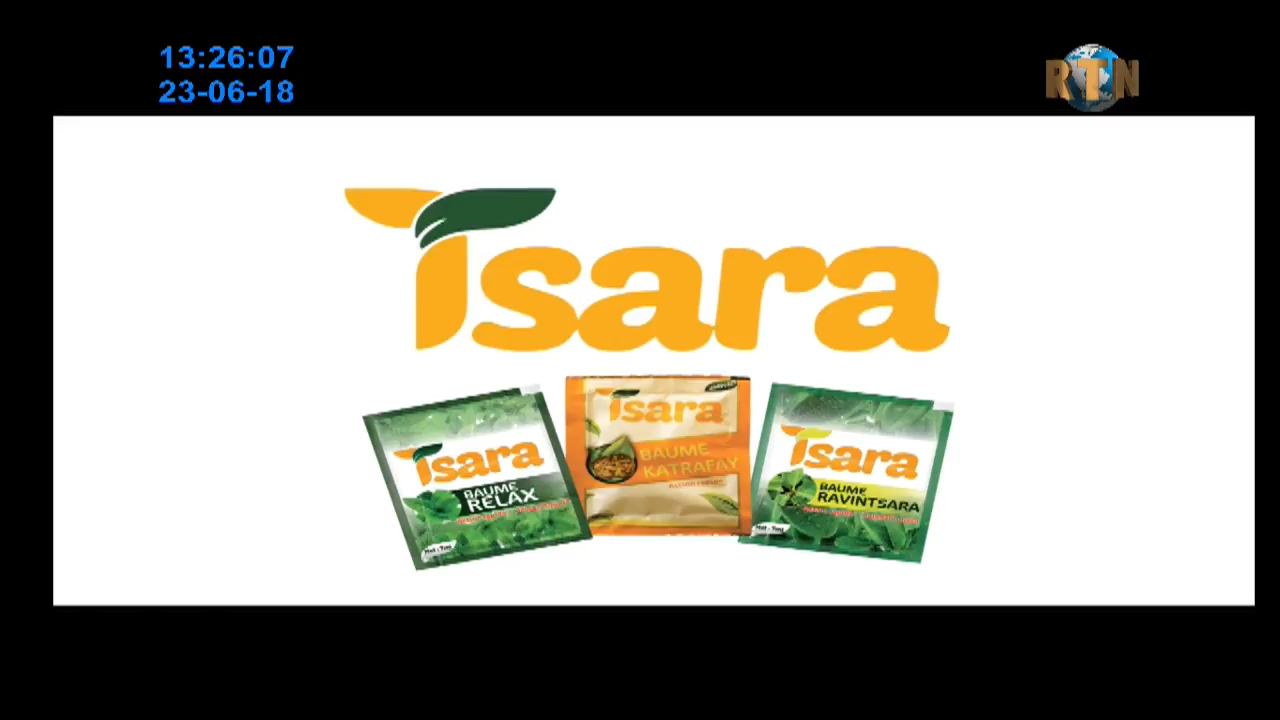 13:26:07
23-06-18
RTN
Tsara
Tsara
BAUME
RELAX
Tsara
BAUME
KATRAFAY
Tsara
BAUME
RAVINTSARA